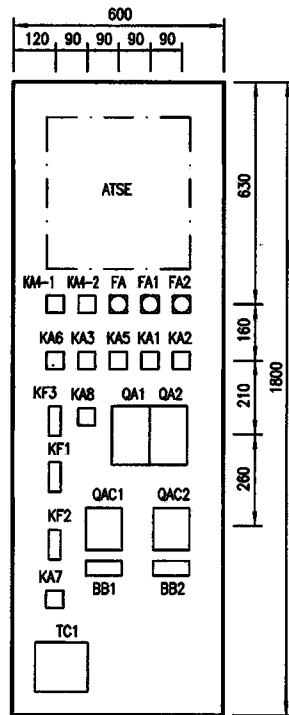 600
120 90 90 90 90
ATSE
630
KM-1 KM-2 FA FA1 FA2
160
KA6 KA3 KA5 KA1 KA2
1800
KF3 KA8 QA1 QA2
210
KF1
260
QAC1 QAC2
KF2
BB1 BB2
KA7
TC1